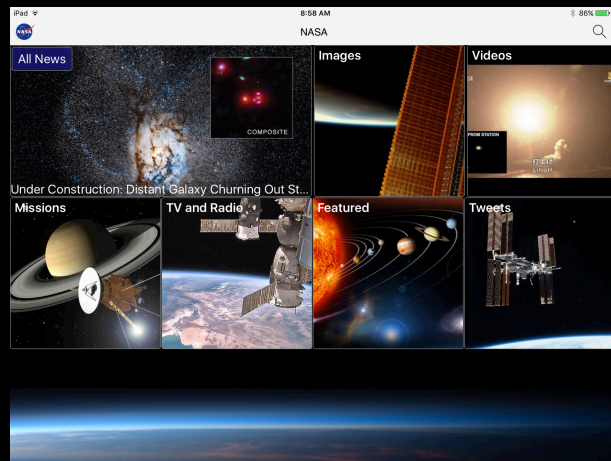 iPad
8:58 AM
86%
NASA
NASA
All News
COMPOSITE
Under Construction: Distant Galaxy Churning Out St...
Images
Videos
FROM STATION
Missions
TV and Radio
Featured
Tweets